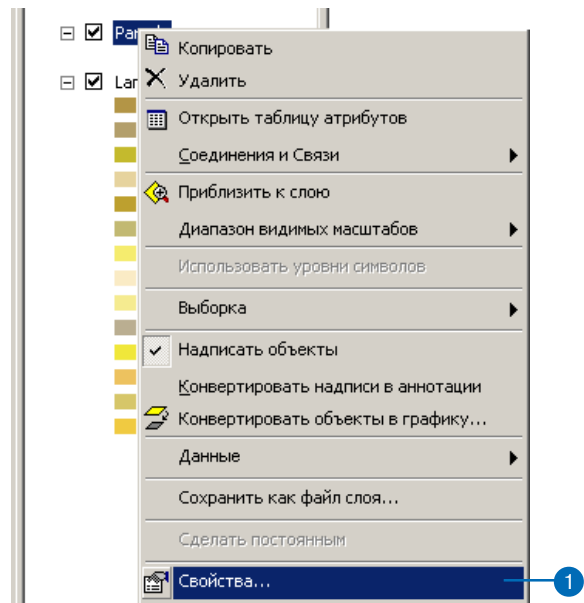 Копировать
Удалить
Lar
Открыть таблицу атрибутов
Соединения и Связи
Приблизить к слою
Диапазон видимых масштабов
Использовать уровни символов
Выборка
Надписать объекты
Конвертировать надписи в аннотации
Конвертировать объекты в графику...
Данные
Сохранить как файл слоя...
Сделать постоянным
Свойства...
1